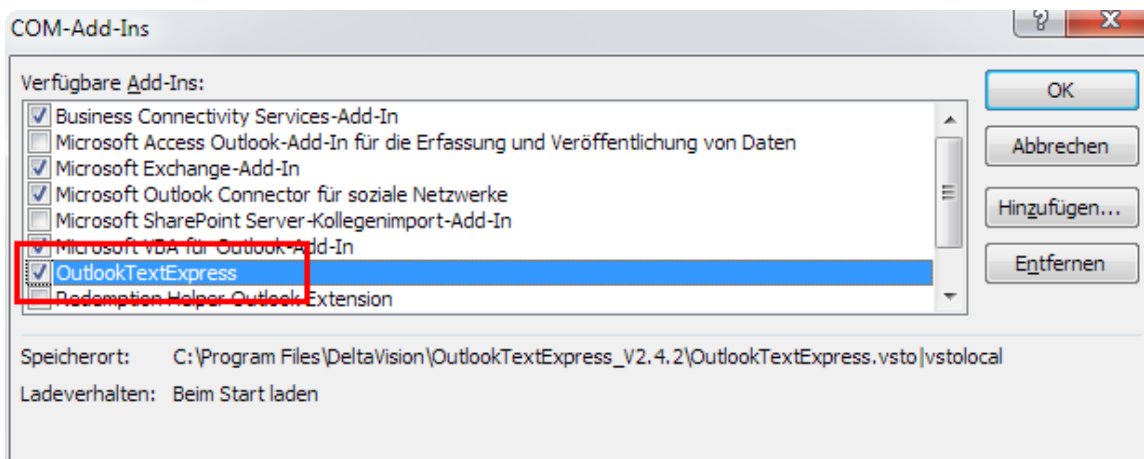 COM-Add-Ins
Verfügbare Add-Ins:
Business Connectivity Services-Add-In
Microsoft Access Outlook-Add-In für die Erfassung und Veröffentlichung von Daten
Microsoft Exchange-Add-In
Microsoft Outlook Connector für soziale Netzwerke
Microsoft SharePoint Server-Kollegenimport-Add-In
Microsoft VBA für Outlook-Add-In
OutlookTextExpress
Redemption Helper Outlook Extension
OK
Abbrechen
Hinzufügen...
Entfernen
Speicherort: C:\Program Files\DeltaVision\OutlookTextExpress_V2.4.2\OutlookTextExpress.vsto|vstolocal
Ladeverhalten: Beim Start laden